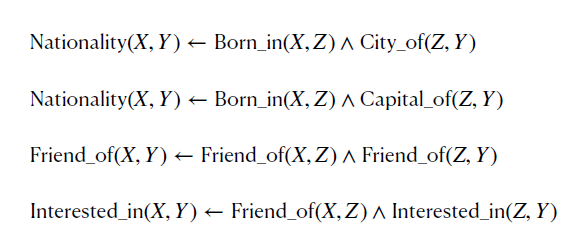 Nationality(X, Y) ← Born_in(X, Z) ∧ City_of(Z, Y)
Nationality(X, Y) ← Born_in(X, Z) ∧ Capital_of(Z, Y)
Friend_of(X, Y) ← Friend_of(X, Z) ∧ Friend_of(Z, Y)
Interested_in(X, Y) ← Friend_of(X, Z) ∧ Interested_in(Z, Y)